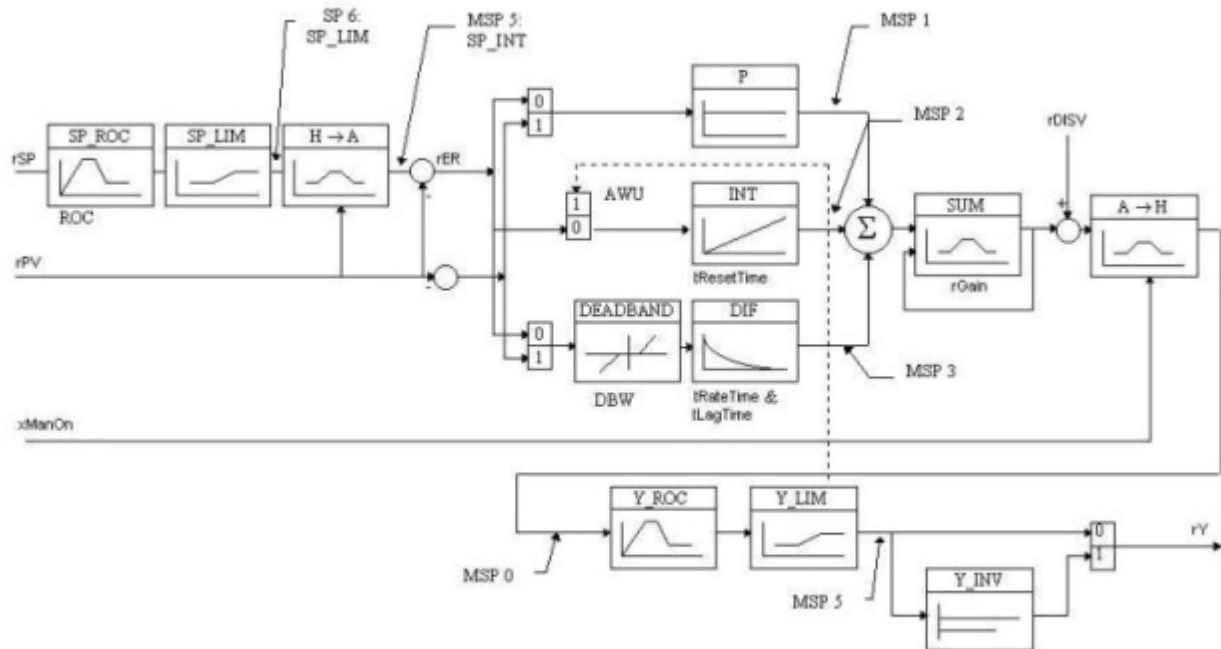 SP 6:
SP_LIM
MSP 5:
SP_INT
MSP 1
P
0
1
MSP 2
rDISV
SP_ROC
SP_LIM
H → A
rSP
rER
-
ROC
AWU
1
0
INT
Σ
SUM
+
A → H
rPV
-
tResetTime
rGain
DEADBAND
DIF
0
1
MSP 3
DBW
tRateTime &
tLagTime
xManOn
Y_ROC
Y_LIM
0
1
rY
MSP 0
MSP 5
Y_INV